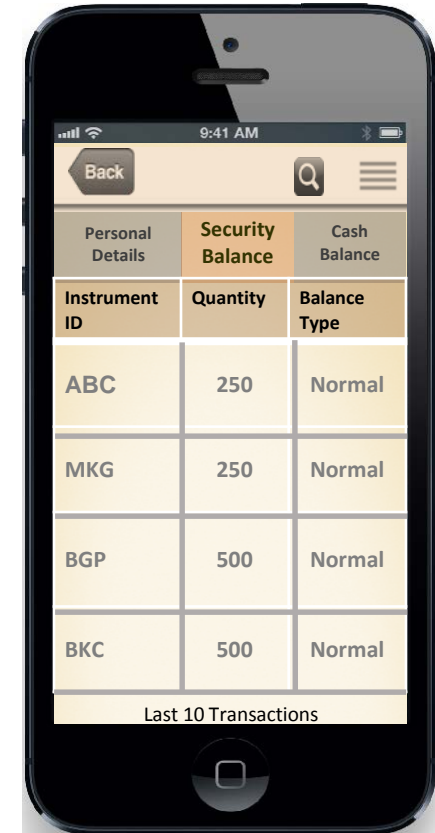 9:41 AM
Back
Personal Details
Security Balance
Cash Balance
Instrument ID Quantity Balance Type
ABC 250 Normal
MKG 250 Normal
BGP 500 Normal
BKC 500 Normal
Last 10 Transactions